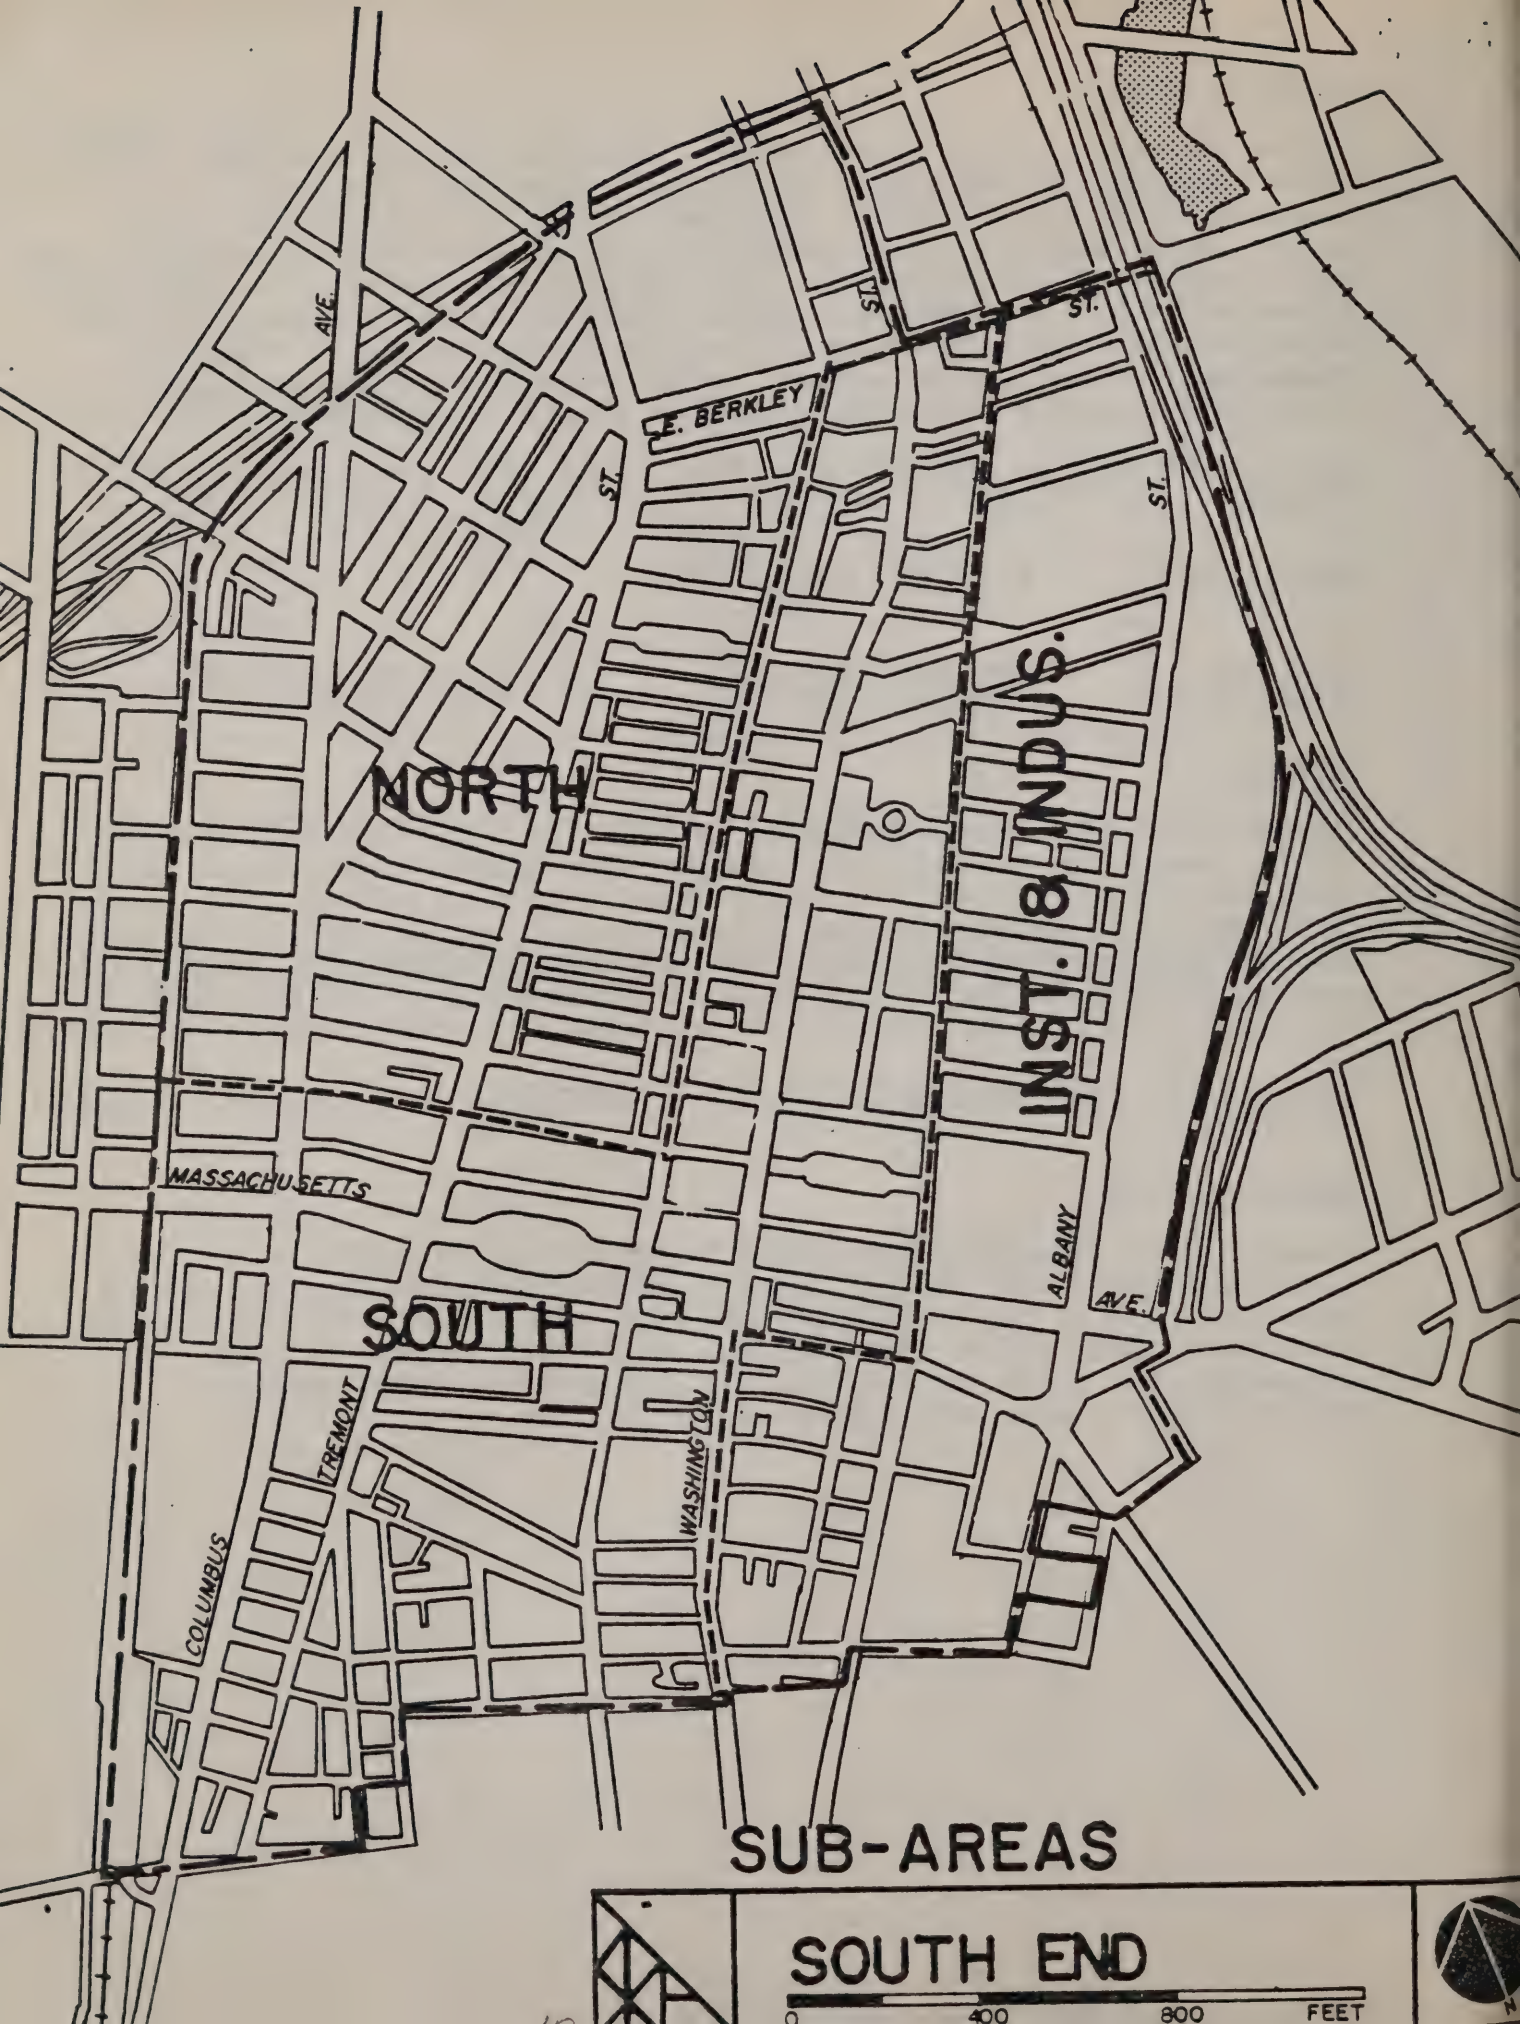 AVE.
ST.
ST.
E. BERKLEY
ST.
ST.
NORTH
INST. & INDUS.
MASSACHUSETTS
ALBANY
AVE.
SOUTH
TREMONT
WASHINGTON
COLUMBUS
SUB-AREAS
SOUTH END
0 400 800 FEET
N